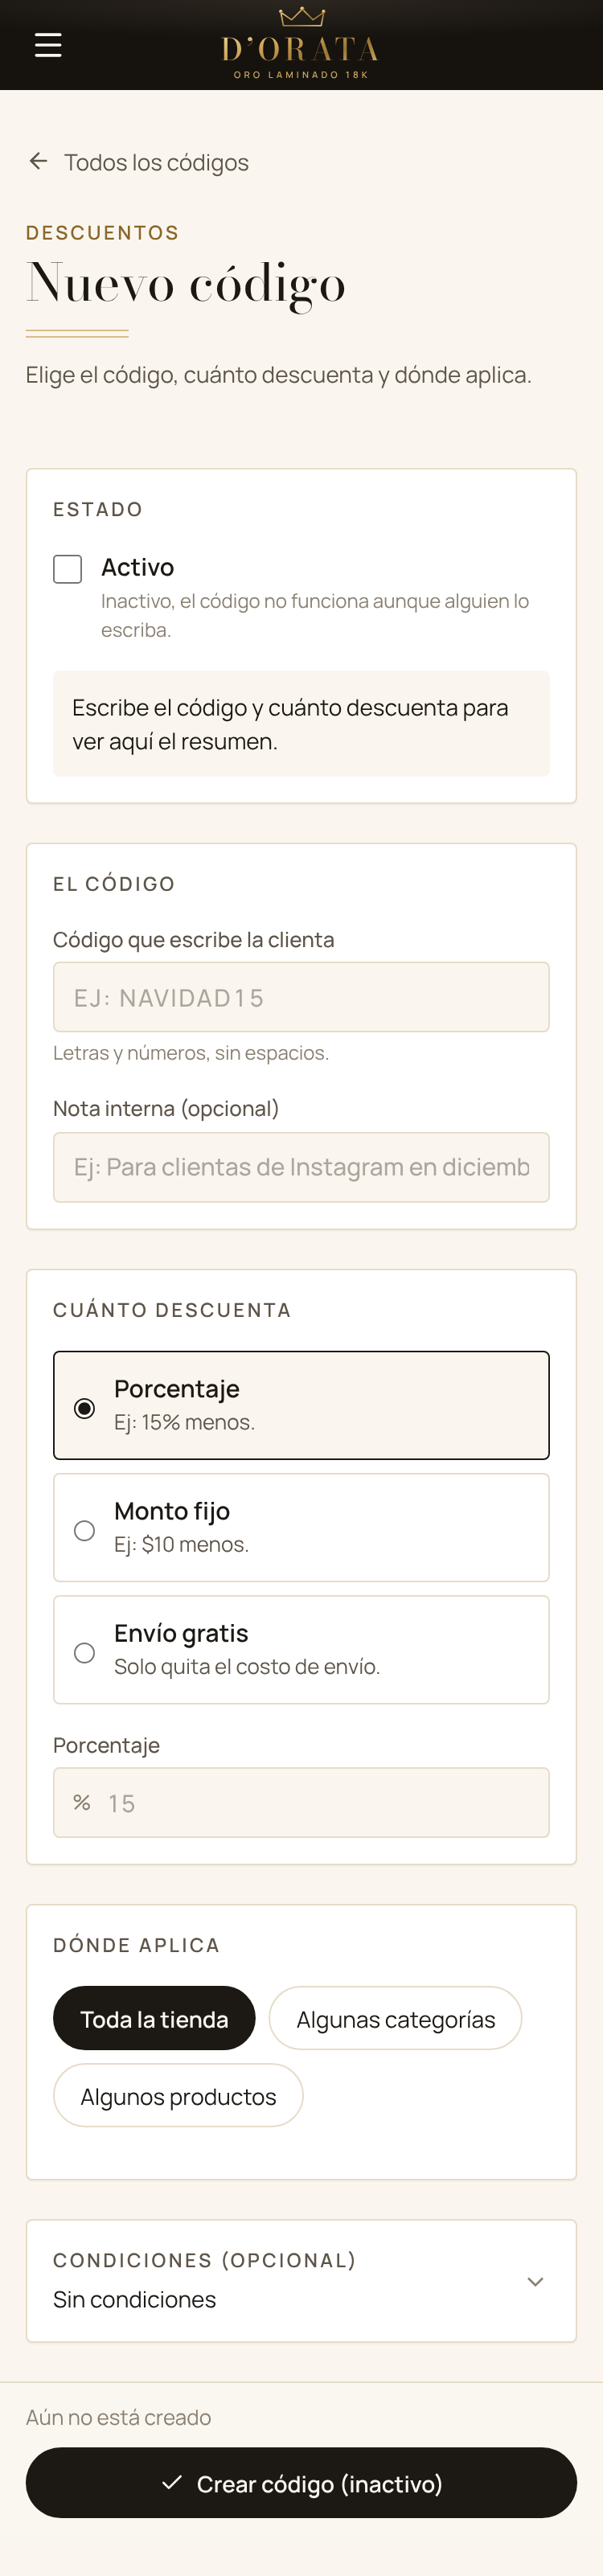 D'ORATA
ORO LAMINADO 18K
Todos los códigos
DESCUENTOS
Nuevo código
Elige el código, cuánto descuenta y dónde aplica.
ESTADO
Activo
Inactivo, el código no funciona aunque alguien lo
escriba.
Escribe el código y cuánto descuenta para
ver aquí el resumen.
EL CÓDIGO
Código que escribe la clienta
EJ: NAVIDAD15
Letras y números, sin espacios.
Nota interna (opcional)
Ej: Para clientas de Instagram en diciemb
CUÁNTO DESCUENTA
Porcentaje
Ej: 15% menos.
Monto fijo
Ej: $10 menos.
Envío gratis
Solo quita el costo de envío.
Porcentaje
% 15
DÓNDE APLICA
Toda la tienda
Algunas categorías
Algunos productos
CONDICIONES (OPCIONAL)
Sin condiciones
Aún no está creado
Crear código (inactivo)